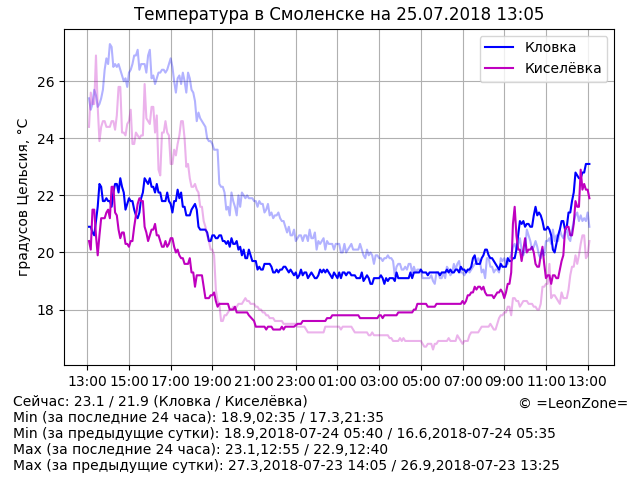 Температура в Смоленске на 25.07.2018 13:05
Кловка
Киселёвка
градусов Цельсия, °C
26
24
22
20
18
13:00 15:00 17:00 19:00 21:00 23:00 01:00 03:00 05:00 07:00 09:00 11:00 13:00
Сейчас: 23.1 / 21.9 (Кловка / Киселёвка)
© =LeonZone=
Min (за последние 24 часа): 18.9,02:35 / 17.3,21:35
Min (за предыдущие сутки): 18.9,2018-07-24 05:40 / 16.6,2018-07-24 05:35
Max (за последние 24 часа): 23.1,12:55 / 22.9,12:40
Max (за предыдущие сутки): 27.3,2018-07-23 14:05 / 26.9,2018-07-23 13:25